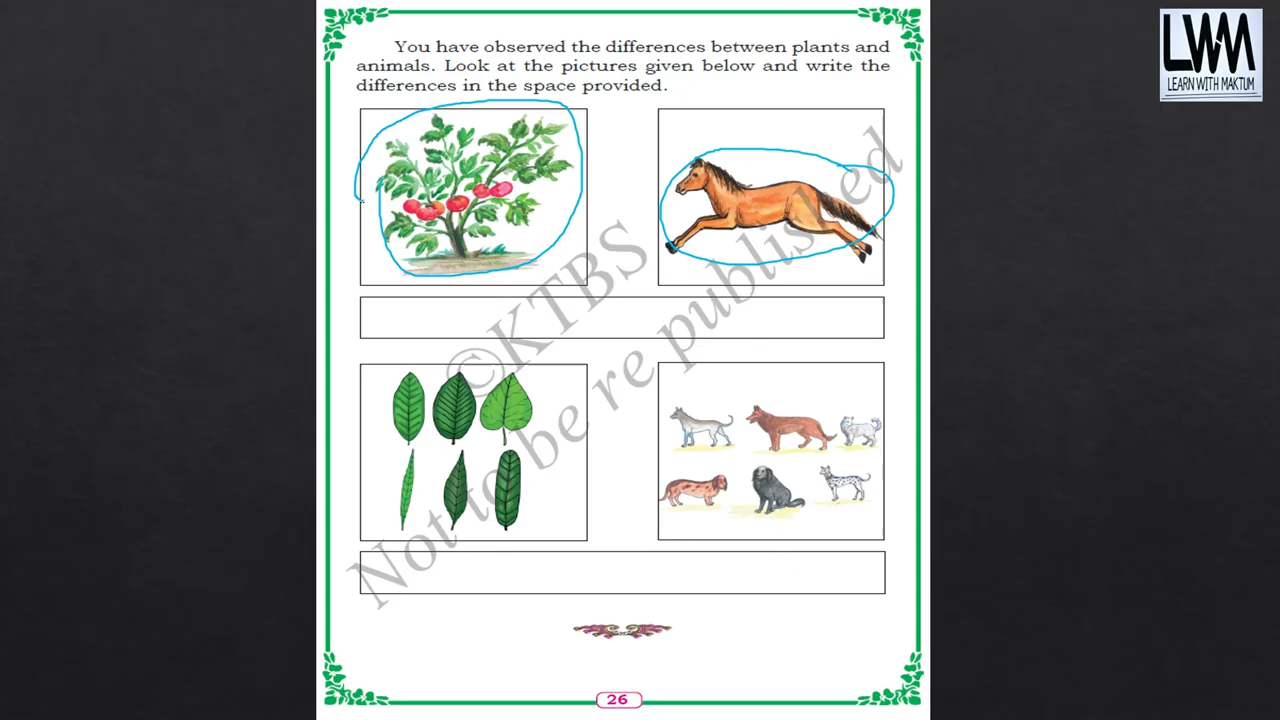 LWM
LEARN WITH MAKTUM
You have observed the differences between plants and
animals. Look at the pictures given below and write the
differences in the space provided.
©KTBS
Not to be re published
26